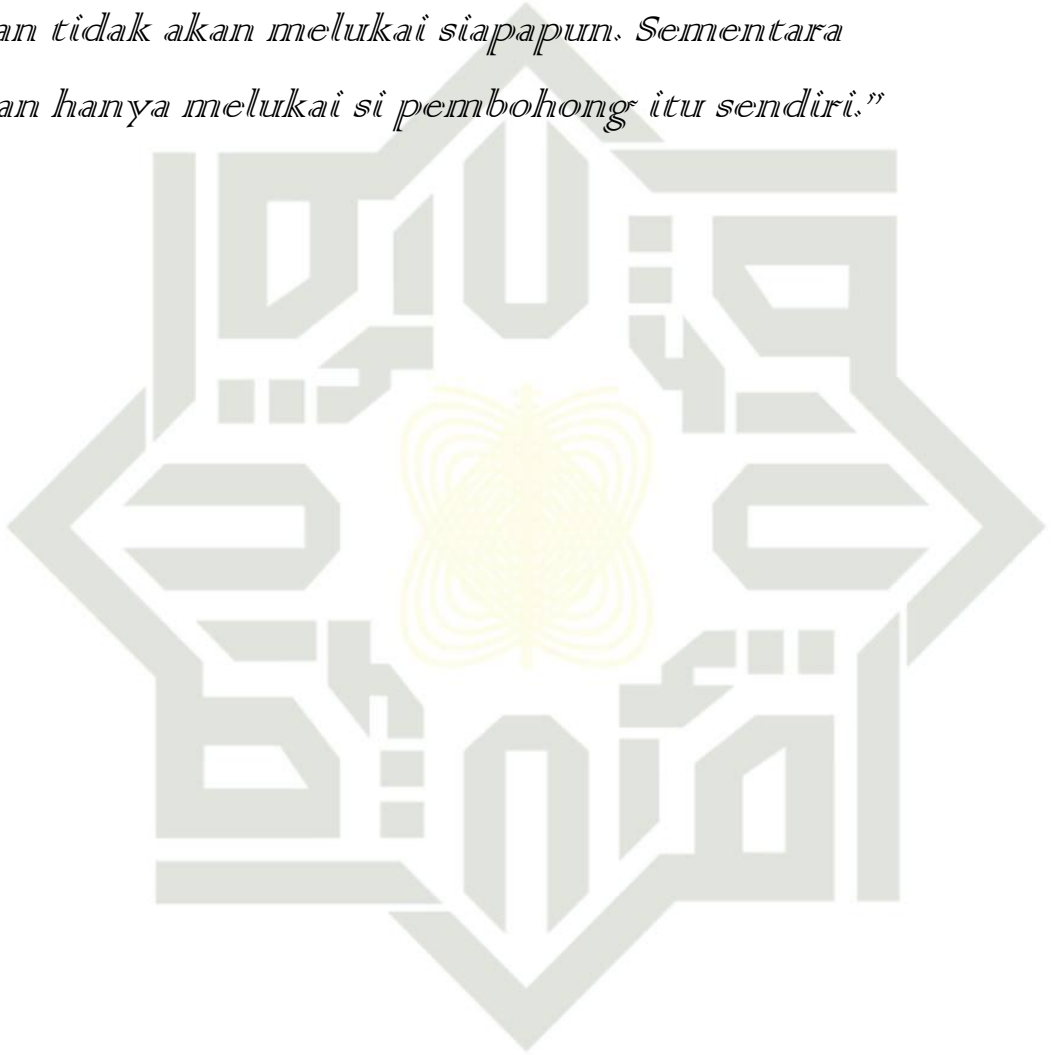 an tidak akan melukai siapapun. Sementara
an hanya melukai si pembohong itu sendiri.”